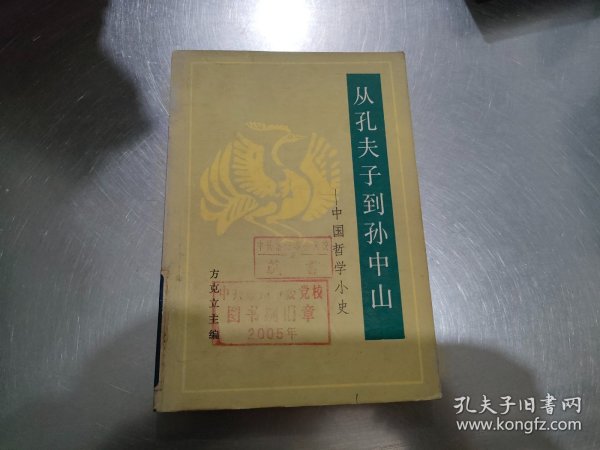 从孔夫子到孙中山
—中国哲学小史
方克立主编
藏书
图书剔旧章
2005年
孔夫子旧书网
www.kongfz.com